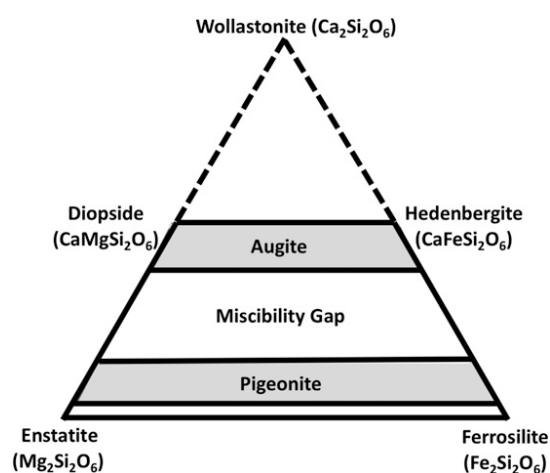 Wollastonite (Ca₂Si₂O₆)
Diopside
(CaMgSi₂O₆)
Hedenbergite
(CaFeSi₂O₆)
Augite
Miscibility Gap
Pigeonite
Enstatite
(Mg₂Si₂O₆)
Ferrosilite
(Fe₂Si₂O₆)